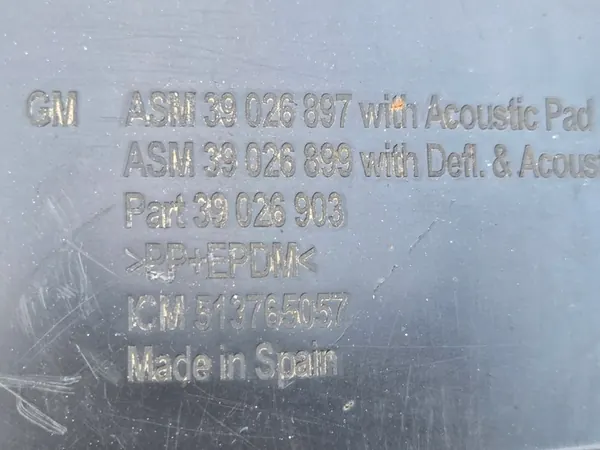 GM ASM 39 026 897 with Acoustic Pad
ASM 39 026 899 with Defl. & Acoust
Part 39 026 903
>PP+EPDM<
ICM 513765057
Made in Spain